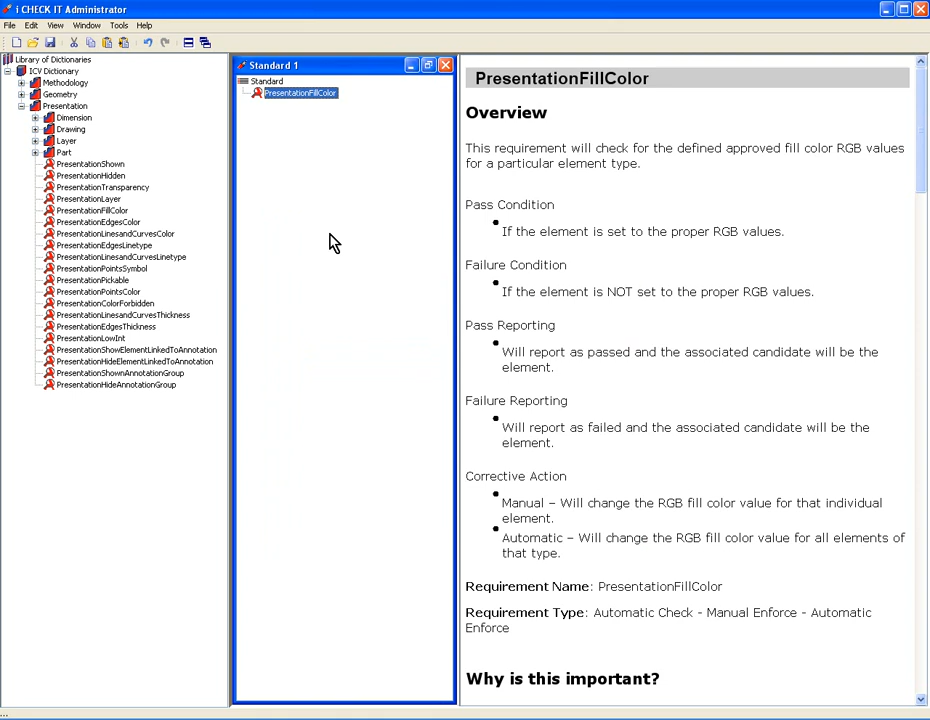 i CHECK IT Administrator
File Edit View Window Tools Help
Library of Dictionaries
ICV Dictionary
Methodology
Geometry
Presentation
Dimension
Drawing
Layer
Part
PresentationShown
PresentationHidden
PresentationTransparency
PresentationLayer
PresentationFillColor
PresentationEdgesColor
PresentationLinesandCurvesColor
PresentationEdgesLinetype
PresentationLinesandCurvesLinetype
PresentationPointsSymbol
PresentationPickable
PresentationPointsColor
PresentationColorForbidden
PresentationLinesandCurvesThickness
PresentationEdgesThickness
PresentationLowInt
PresentationShowElementLinkedToAnnotation
PresentationHideElementLinkedToAnnotation
PresentationShownAnnotationGroup
PresentationHideAnnotationGroup
Standard 1
Standard
PresentationFillColor
PresentationFillColor
Overview
This requirement will check for the defined approved fill color RGB values
for a particular element type.
Pass Condition
If the element is set to the proper RGB values.
Failure Condition
If the element is NOT set to the proper RGB values.
Pass Reporting
Will report as passed and the associated candidate will be the
element.
Failure Reporting
Will report as failed and the associated candidate will be the
element.
Corrective Action
Manual – Will change the RGB fill color value for that individual
element.
Automatic – Will change the RGB fill color value for all elements of
that type.
Requirement Name: PresentationFillColor
Requirement Type: Automatic Check - Manual Enforce - Automatic
Enforce
Why is this important?
...